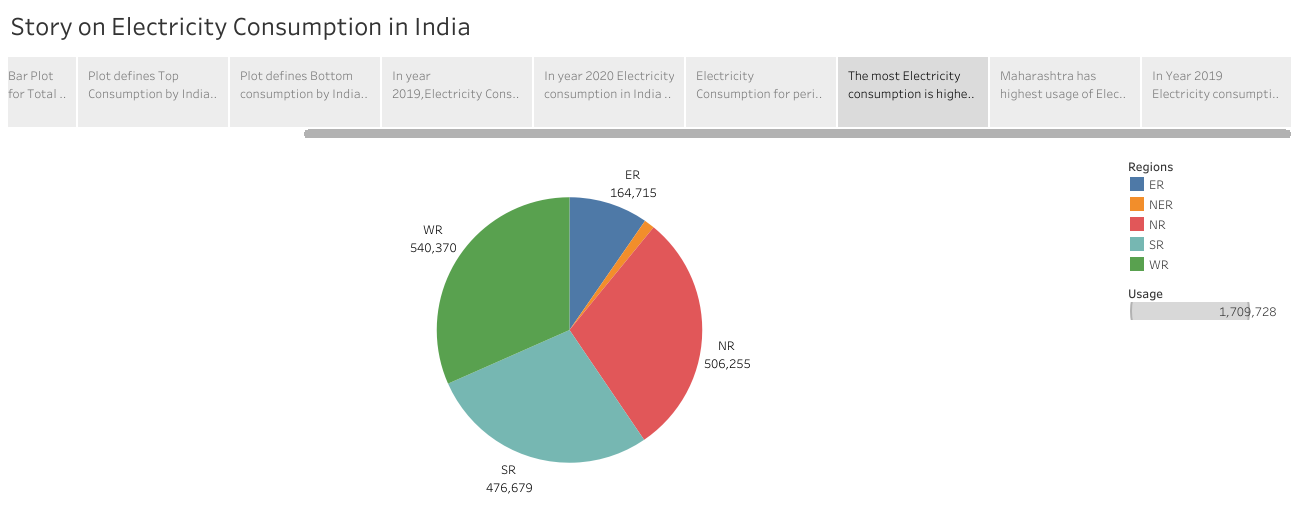 Story on Electricity Consumption in India
Bar Plot
for Total ..
Plot defines Top
Consumption by India..
Plot defines Bottom
consumption by India..
In year
2019,Electricity Cons..
In year 2020 Electricity
consumption in India ..
Electricity
Consumption for peri..
The most Electricity
consumption is highe..
Maharashtra has
highest usage of Elec..
In Year 2019
Electricity consumpti..
ER
164,715
WR
540,370
NR
506,255
SR
476,679
Regions
ER
NER
NR
SR
WR
Usage
1,709,728